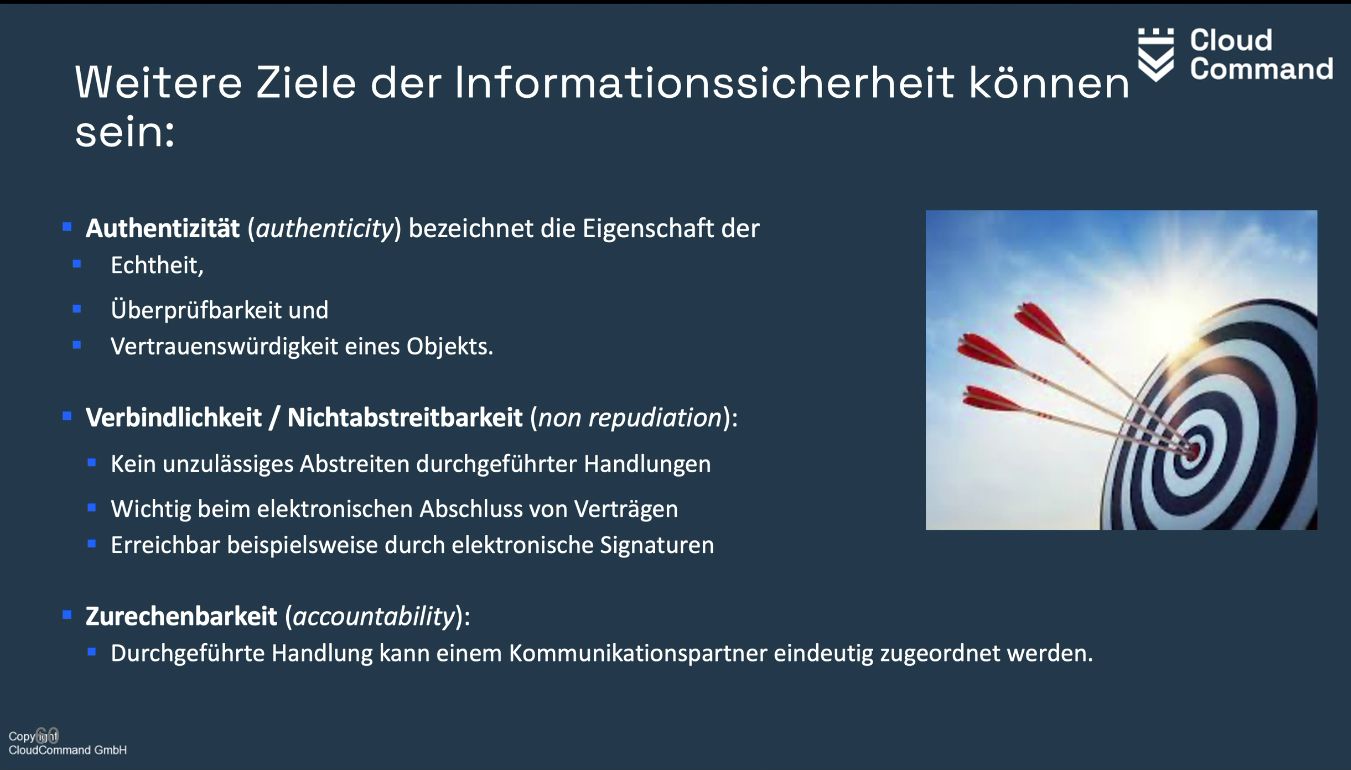 Cloud
Command
Weitere Ziele der Informationssicherheit können
sein:
Authentizität (authenticity) bezeichnet die Eigenschaft der
Echtheit,
Überprüfbarkeit und
Vertrauenswürdigkeit eines Objekts.
Verbindlichkeit / Nichtabstreitbarkeit (non repudiation):
Kein unzulässiges Abstreiten durchgeführter Handlungen
Wichtig beim elektronischen Abschluss von Verträgen
Erreichbar beispielsweise durch elektronische Signaturen
Zurechenbarkeit (accountability):
Durchgeführte Handlung kann einem Kommunikationspartner eindeutig zugeordnet werden.
60
Copyright
CloudCommand GmbH